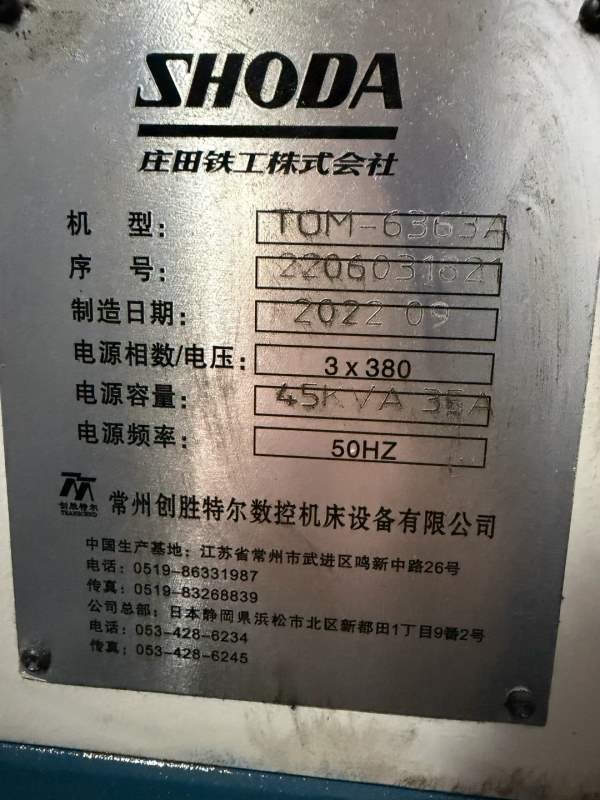 SHODA
庄田铁工株式会社
机 型: TOM-6363A
序 号: 2206031621
制造日期: 2022 09
电源相数/电压: 3 x 380
电源容量: 45KVA 35A
电源频率: 50HZ
创胜特尔
常州创胜特尔数控机床设备有限公司
中国生产基地: 江苏省常州市武进区鸣新中路26号
电话: 0519-86331987
传真: 0519-83268839
公司总部: 日本静岡県浜松市北区新都田1丁目9番2号
电话: 053-428-6234
传真: 053-428-6245